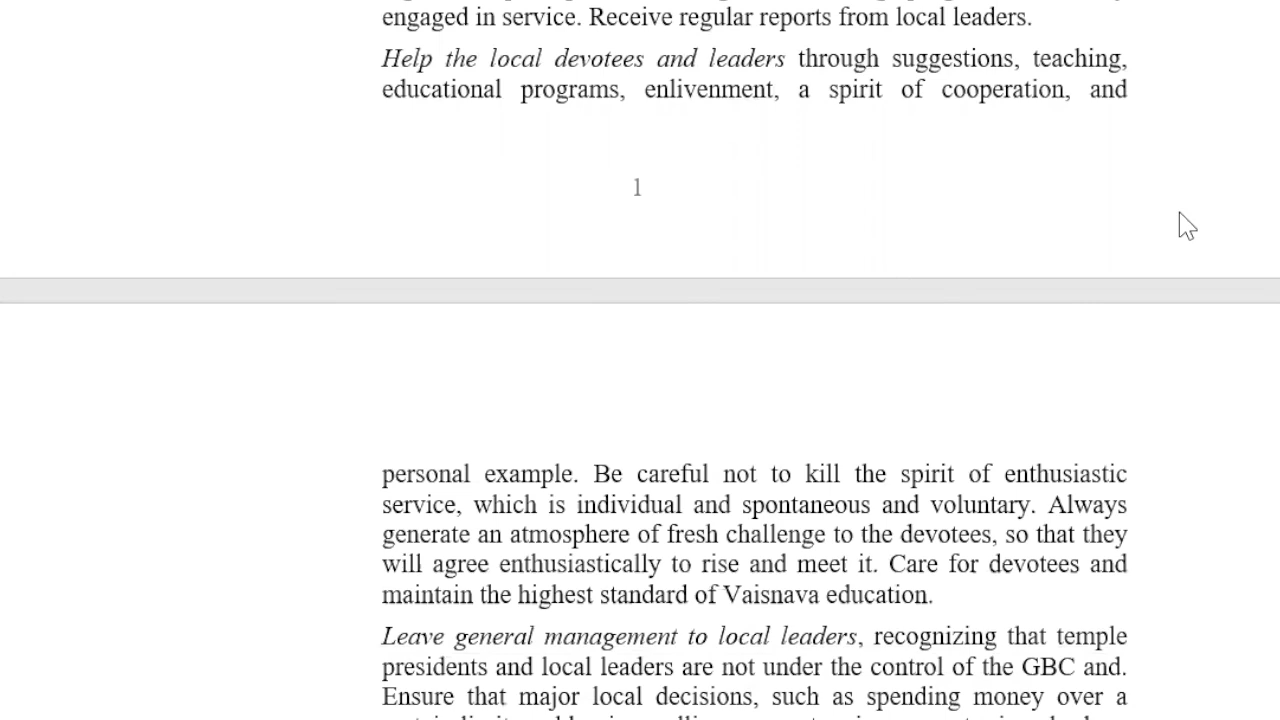 engaged in service. Receive regular reports from local leaders.
Help the local devotees and leaders through suggestions, teaching,
educational programs, enlivenment, a spirit of cooperation, and
1
personal example. Be careful not to kill the spirit of enthusiastic
service, which is individual and spontaneous and voluntary. Always
generate an atmosphere of fresh challenge to the devotees, so that they
will agree enthusiastically to rise and meet it. Care for devotees and
maintain the highest standard of Vaisnava education.
Leave general management to local leaders, recognizing that temple
presidents and local leaders are not under the control of the GBC and.
Ensure that major local decisions, such as spending money over a